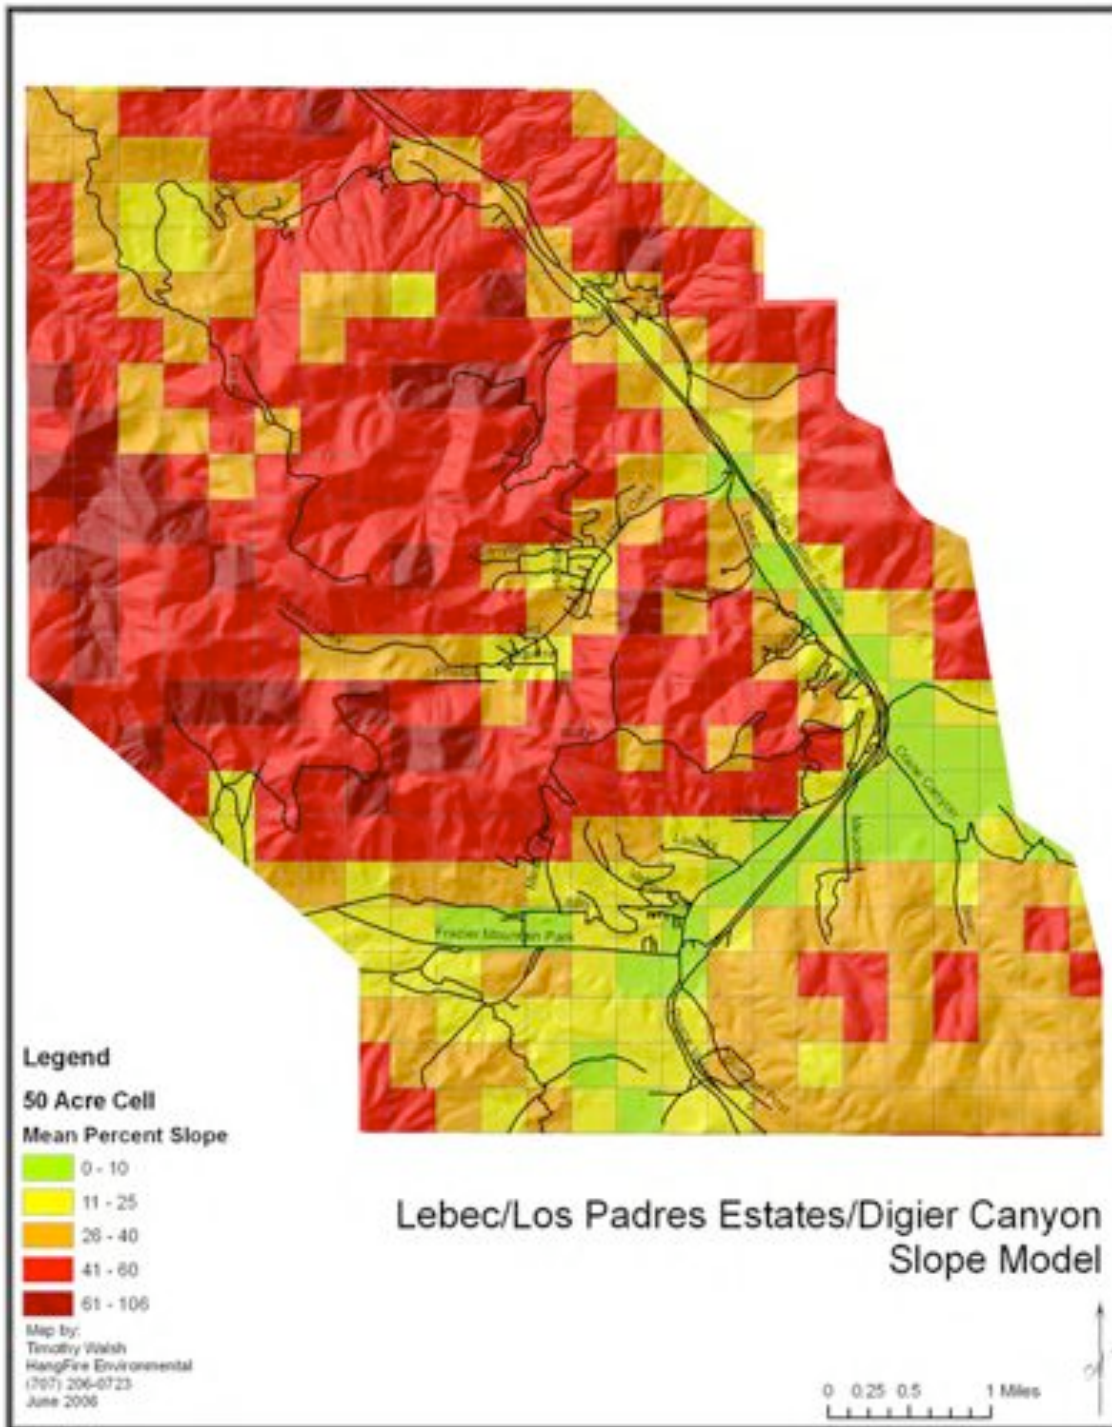 Frazier Mountain Park
Legend
50 Acre Cell
Mean Percent Slope
0 - 10
11 - 25
26 - 40
41 - 60
61 - 106
Map by:
Timothy Walsh
HangFire Environmental
(707) 206-0723
June 2006
Lebec/Los Padres Estates/Digier Canyon
Slope Model
0 0.25 0.5 1 Miles